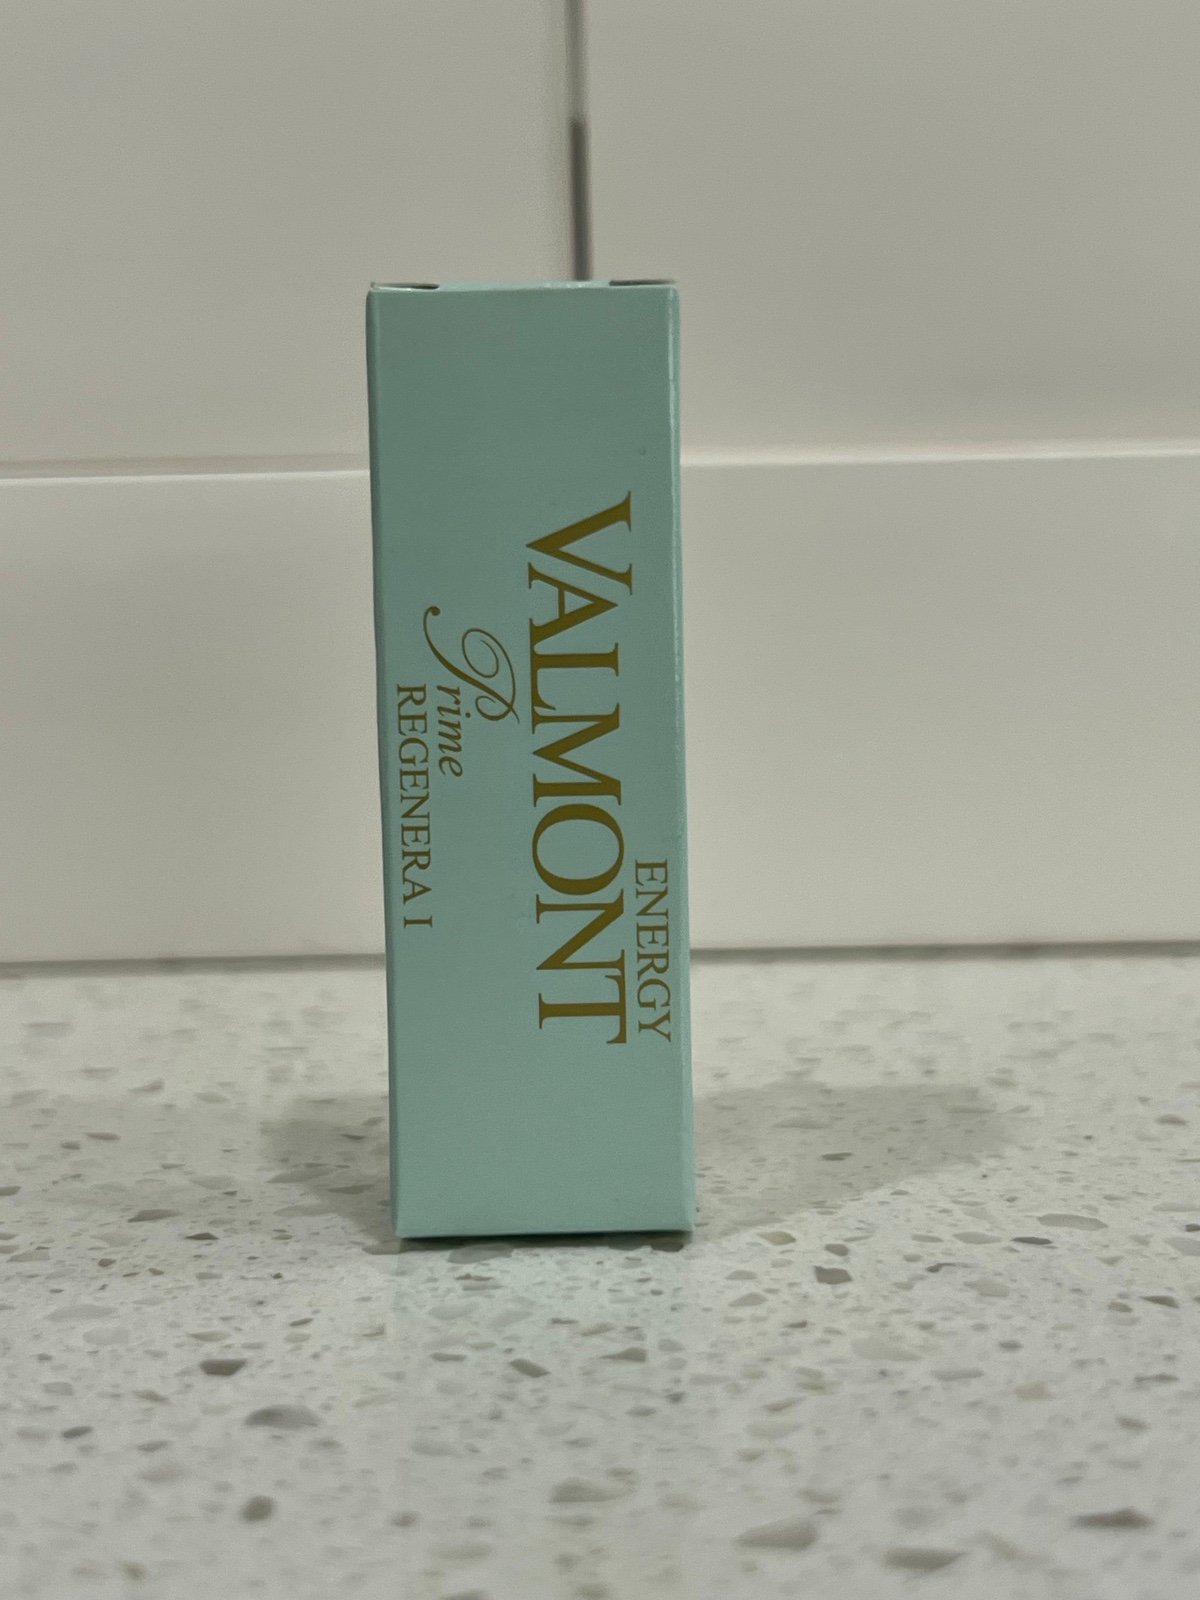 ENERGY
VALMONT
Prime
REGENERA I